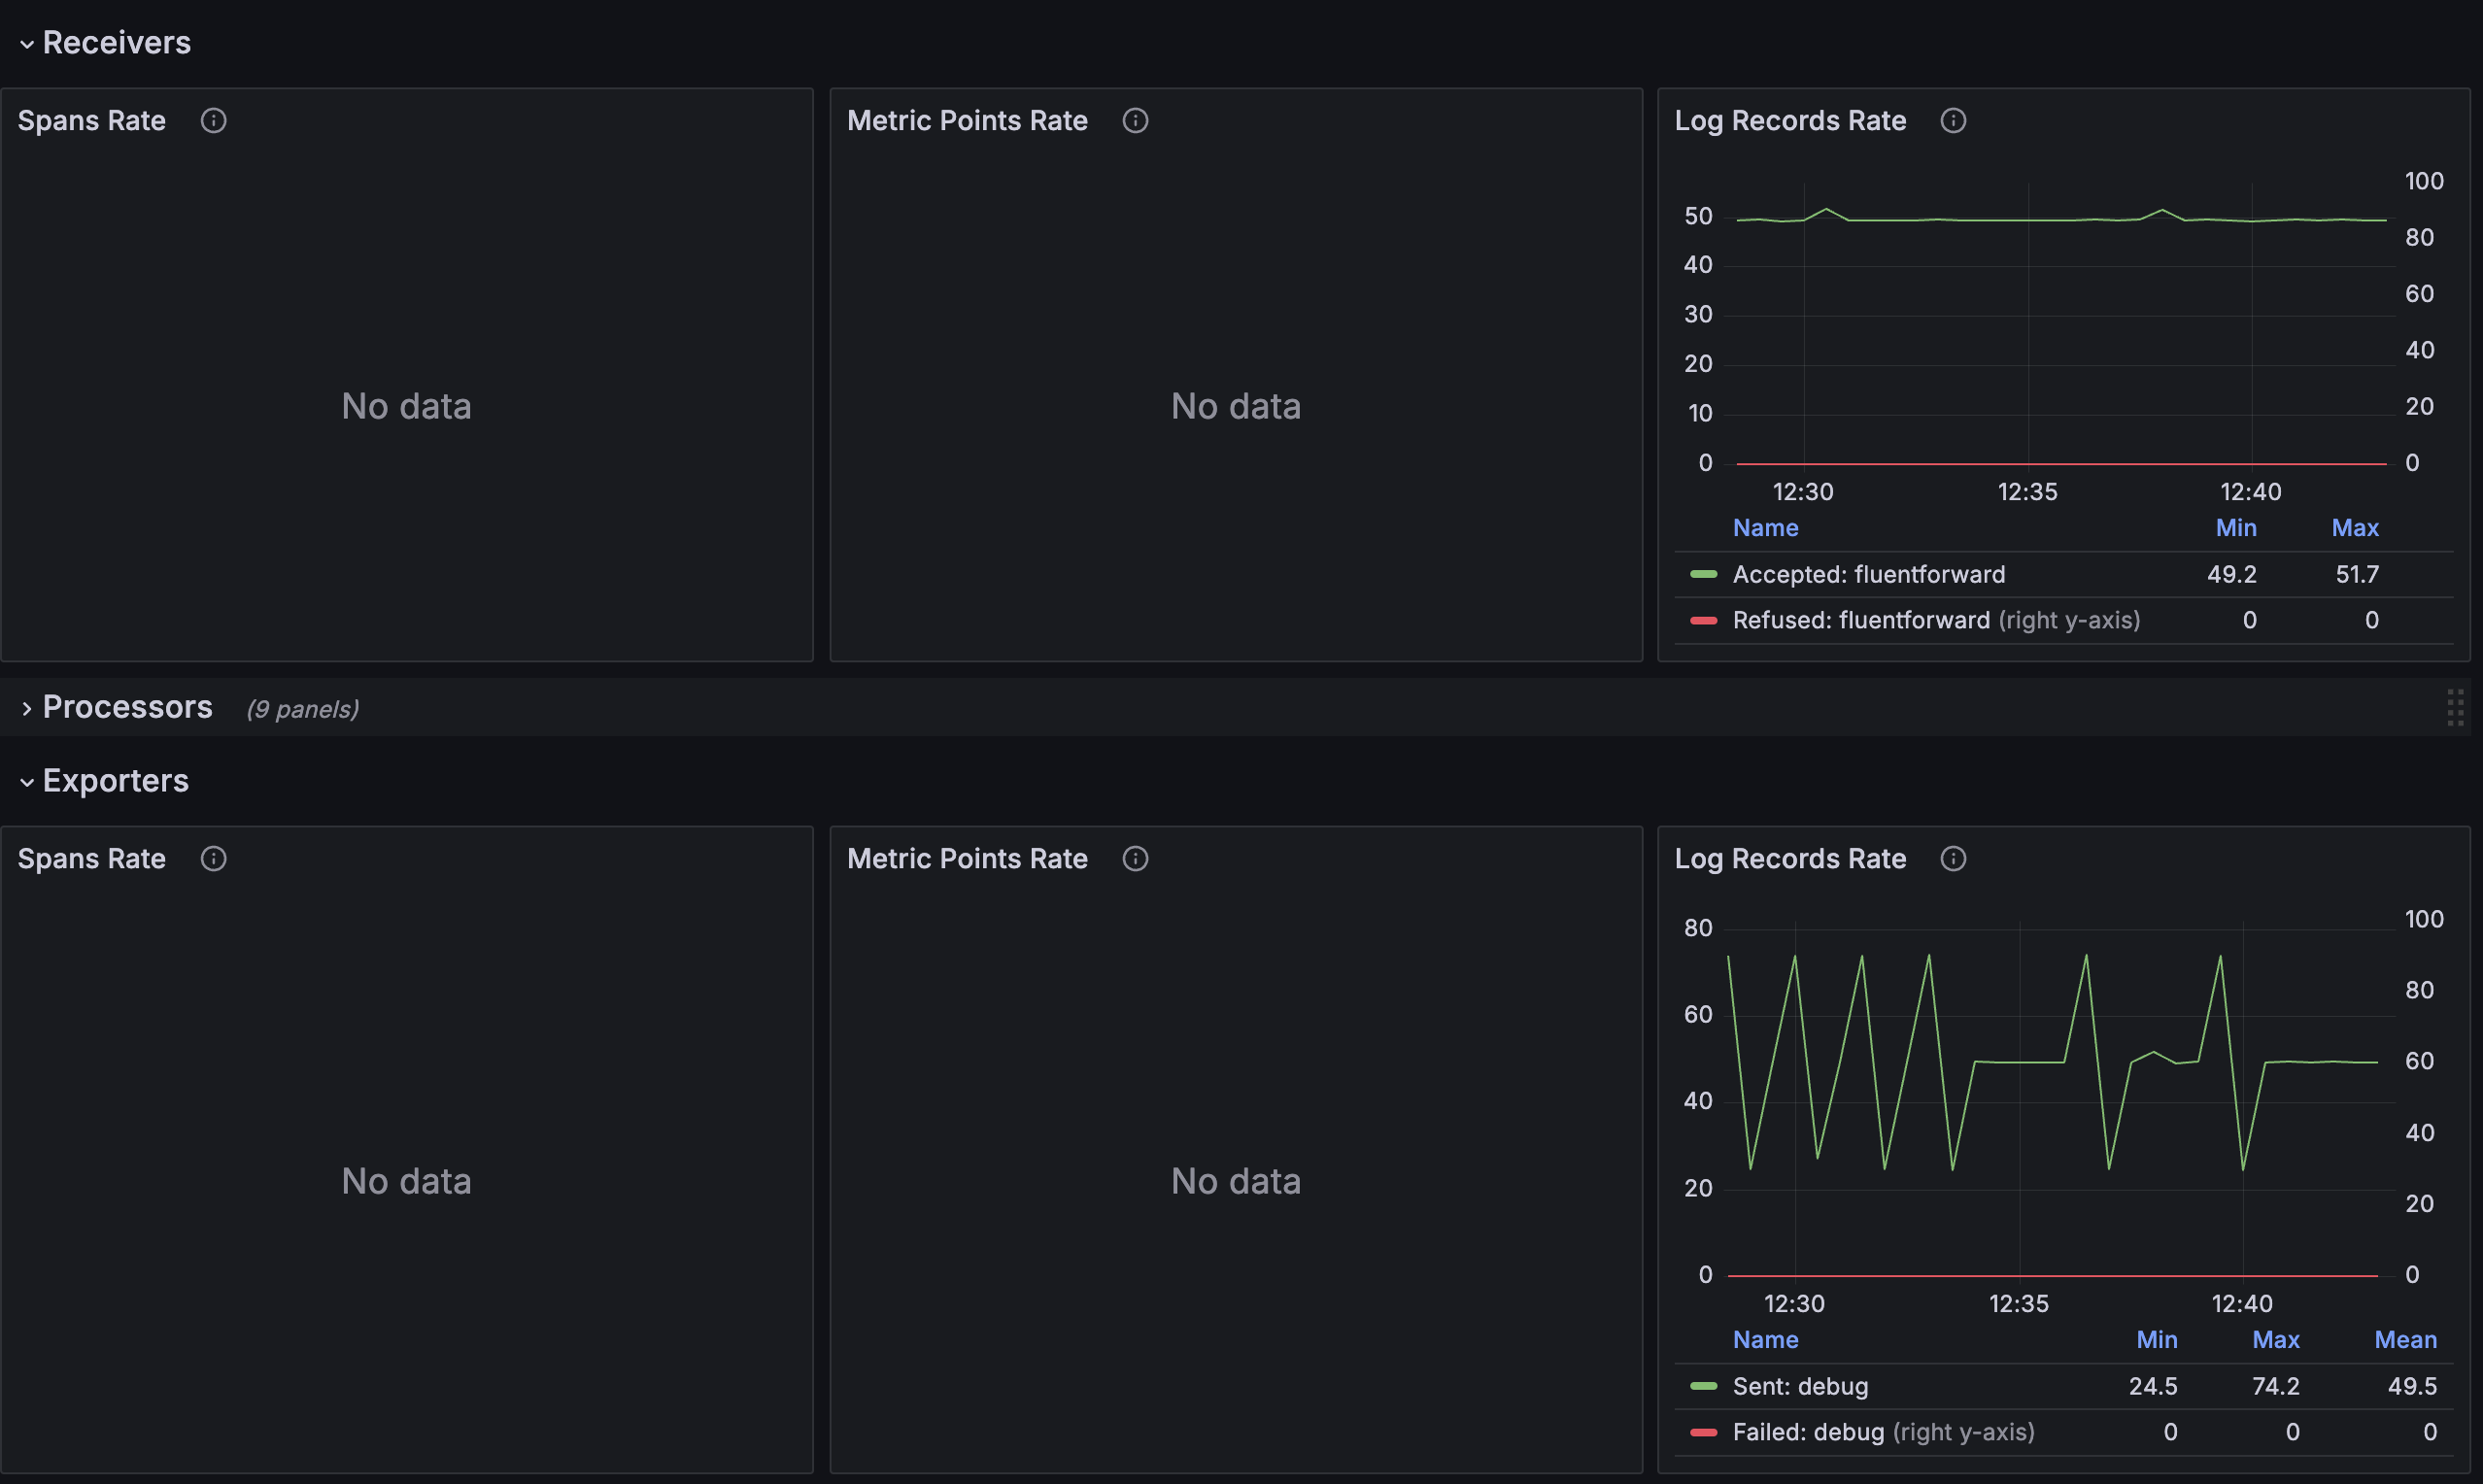 Receivers
Spans Rate
No data
Metric Points Rate
No data
Log Records Rate
50
40
30
20
10
0
100
80
60
40
20
0
12:30 12:35 12:40
Name Min Max
Accepted: fluentforward 49.2 51.7
Refused: fluentforward (right y-axis) 0 0
Processors (9 panels)
Exporters
Spans Rate
No data
Metric Points Rate
No data
Log Records Rate
80
60
40
20
0
100
80
60
40
20
0
12:30 12:35 12:40
Name Min Max Mean
Sent: debug 24.5 74.2 49.5
Failed: debug (right y-axis) 0 0 0